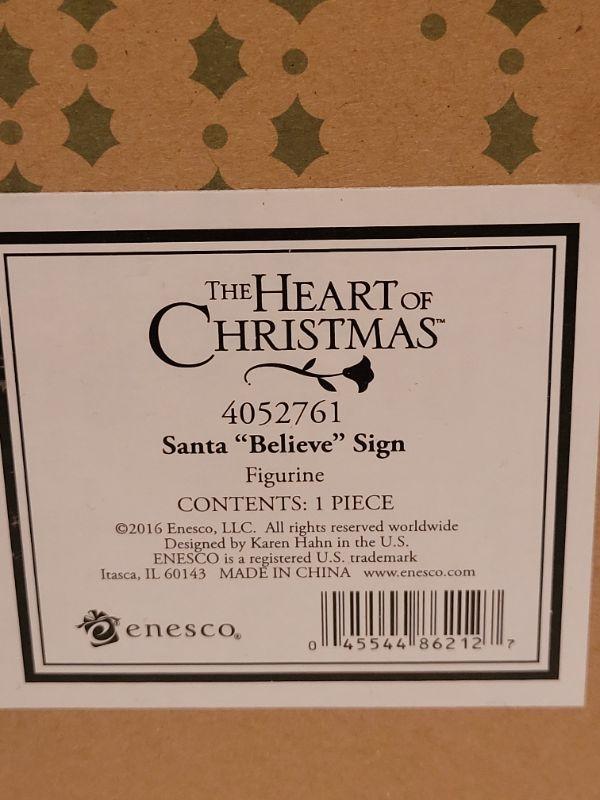 THE HEART OF
CHRISTMAS™
4052761
Santa “Believe” Sign
Figurine
CONTENTS: 1 PIECE
©2016 Enesco, LLC. All rights reserved worldwide
Designed by Karen Hahn in the U.S.
ENESCO is a registered U.S. trademark
Itasca, IL 60143 MADE IN CHINA www.enesco.com
enesco®
0 45544 86212 7